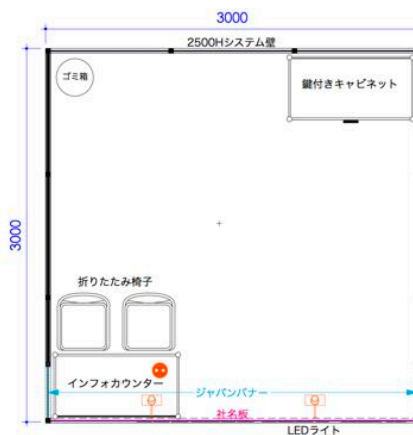 3000
2500Hシステム壁
ゴミ箱
鍵付きキャビネット
3000
折りたたみ椅子
インフォカウンター
ジャパンバナー
社名板
LEDライト